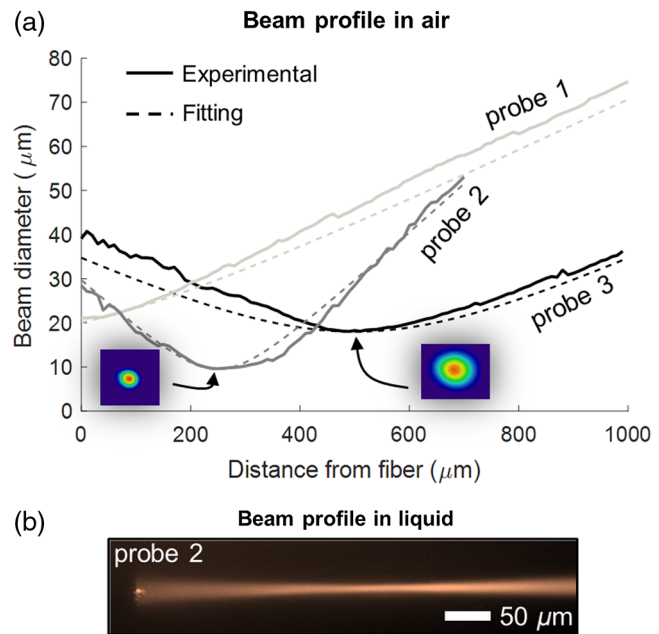 (a)
Beam profile in air
Experimental
Fitting
probe 1
probe 2
probe 3
Beam diameter ( μm)
80
70
60
50
40
30
20
10
0
0 200 400 600 800 1000
Distance from fiber (μm)
(b)
Beam profile in liquid
probe 2
50 μm